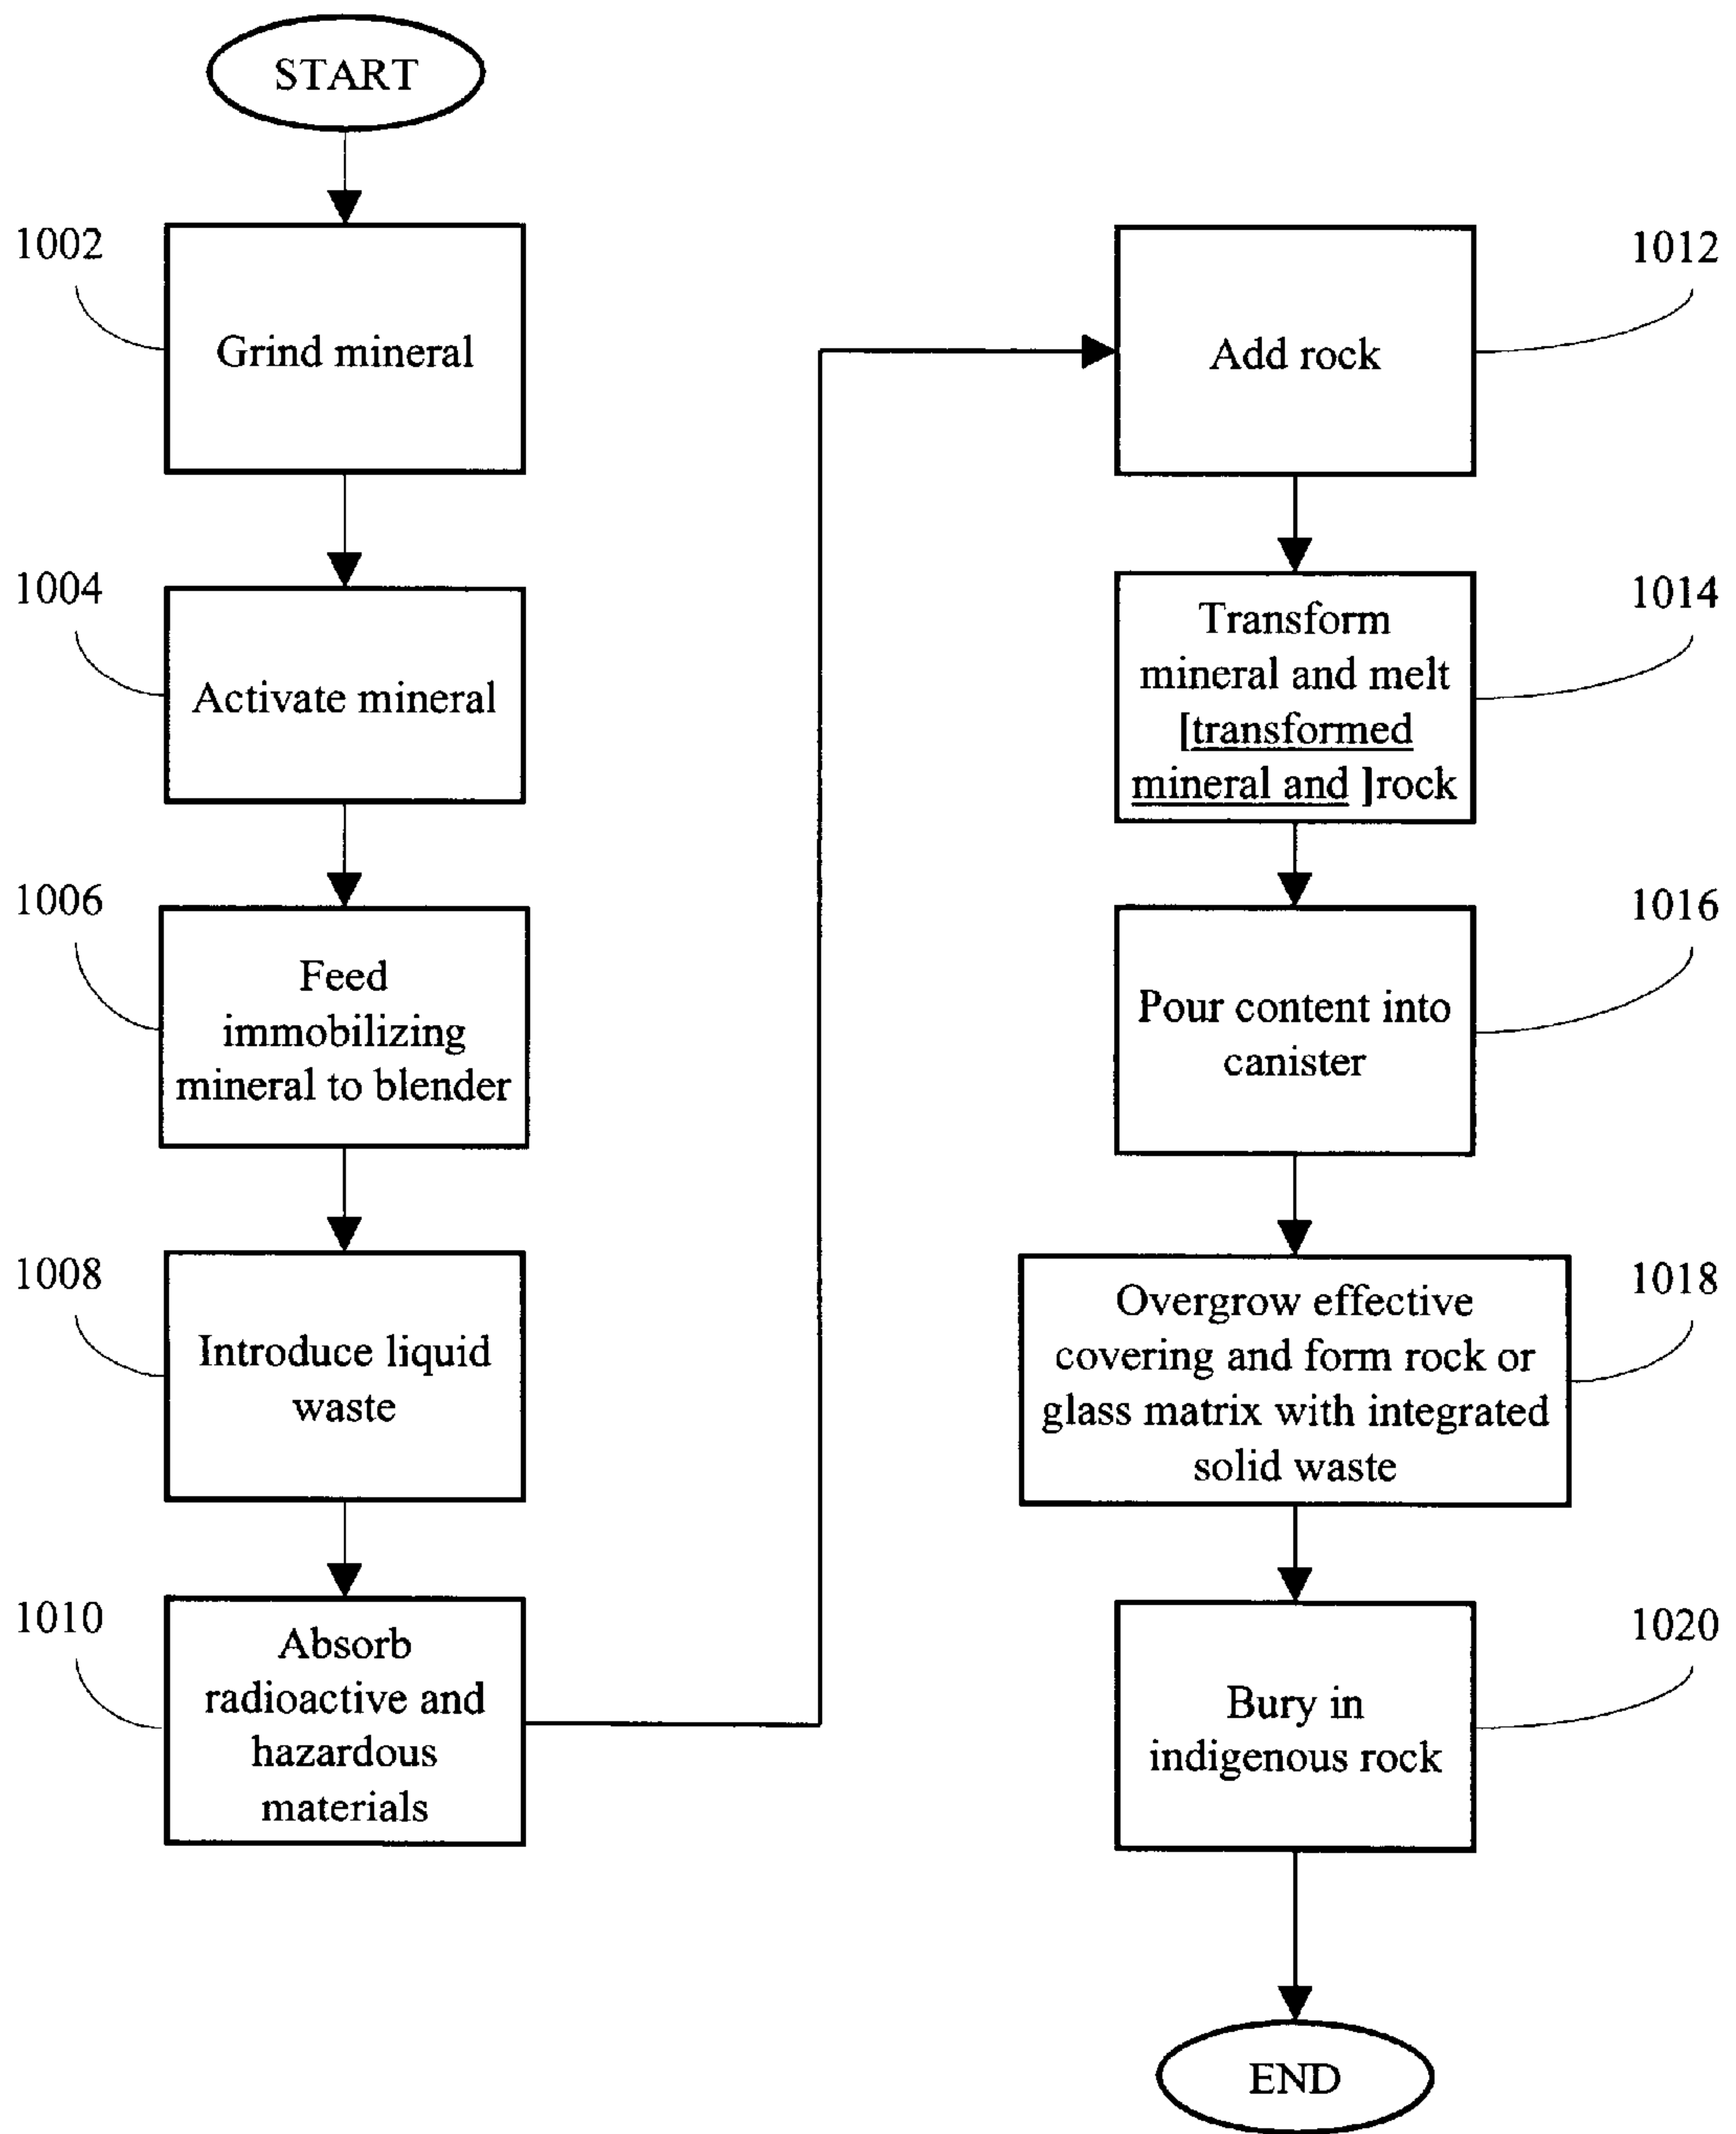 START
1002
Grind mineral
1004
Activate mineral
1006
Feed
immobilizing
mineral to blender
1008
Introduce liquid
waste
1010
Absorb
radioactive and
hazardous
materials
1012
Add rock
1014
Transform
mineral and melt
[transformed
mineral and ]rock
1016
Pour content into
canister
1018
Overgrow effective
covering and form rock or
glass matrix with integrated
solid waste
1020
Bury in
indigenous rock
END